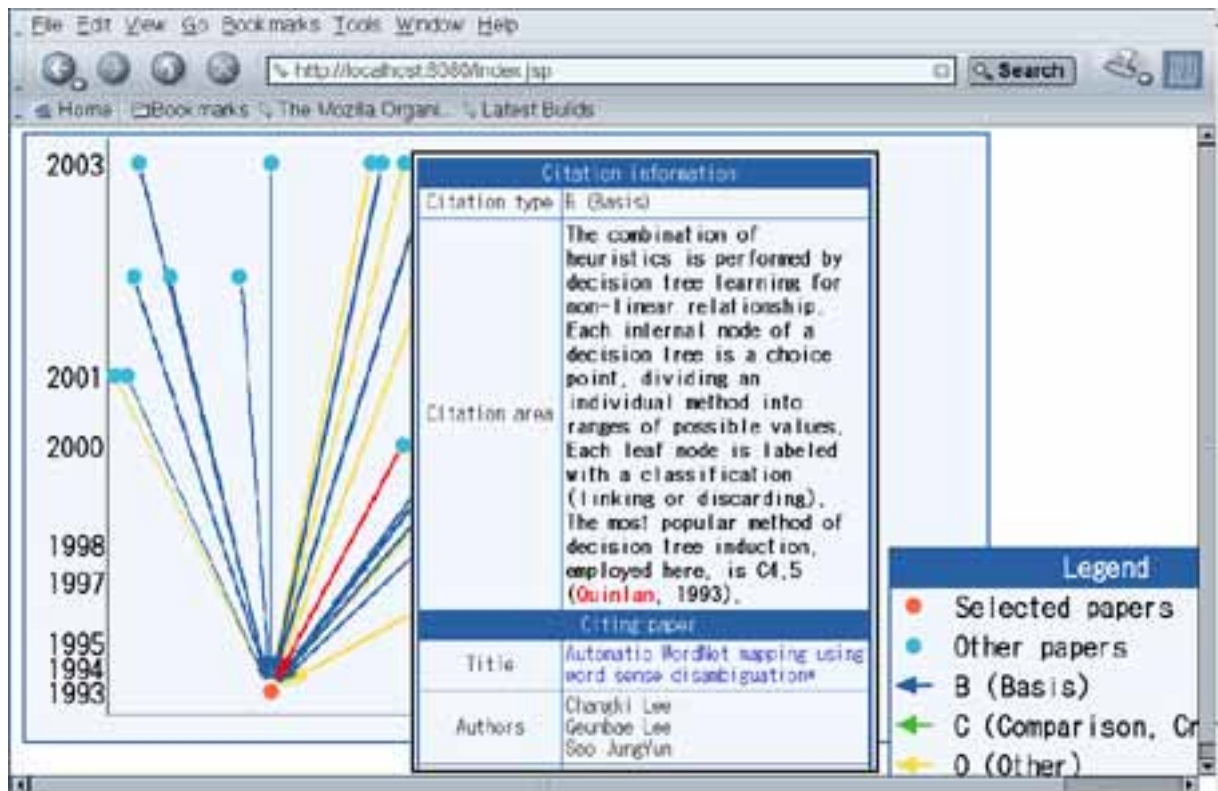 File Edit View Go Bookmarks Tools Window Help
http://localhost:8080/index.jsp
Search
Home Bookmarks The Mozilla Organi... Latest Builds
2003
2001
2000
1998
1997
1995
1994
1993
Citation information
Citation type
B (Basis)
Citation area
The combination of
heuristics is performed by
decision tree learning for
non-linear relationship.
Each internal node of a
decision tree is a choice
point, dividing an
individual method into
ranges of possible values.
Each leaf node is labeled
with a classification
(linking or discarding).
The most popular method of
decision tree induction,
employed here, is C4.5
(Quinlan, 1993).
Citing paper
Title
Automatic WordNet mapping using
word sense disambiguation*
Authors
Changki Lee
Geunbae Lee
Seo JungYun
Legend
Selected papers
Other papers
B (Basis)
C (Comparison, Cr
O (Other)